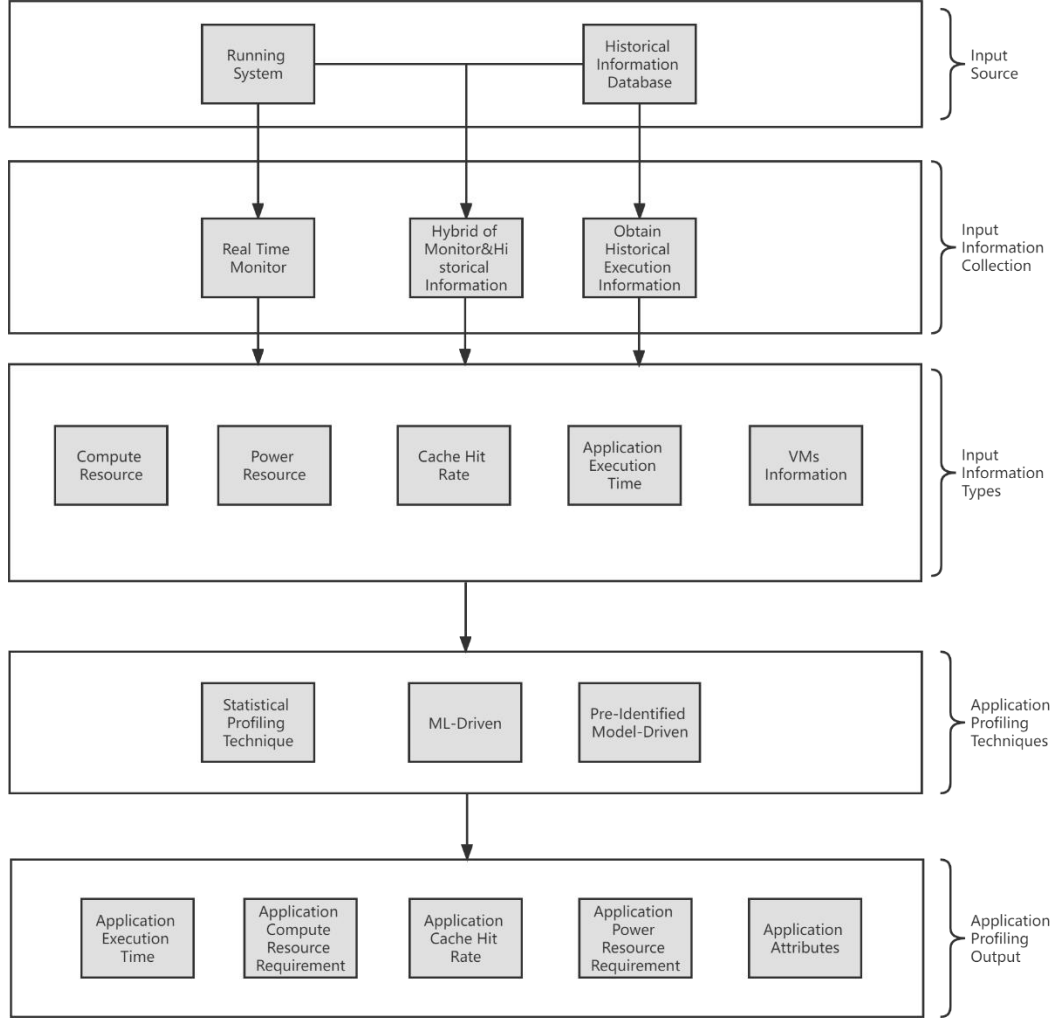 Running
System
Historical
Information
Database
Input
Source
Real Time
Monitor
Hybrid of
Monitor&Hi
storical
Information
Obtain
Historical
Execution
Information
Input
Information
Collection
Compute
Resource
Power
Resource
Cache Hit
Rate
Application
Execution
Time
VMs
Information
Input
Information
Types
Statistical
Profiling
Technique
ML-Driven
Pre-Identified
Model-Driven
Application
Profiling
Techniques
Application
Execution
Time
Application
Compute
Resource
Requirement
Application
Cache Hit
Rate
Application
Power
Resource
Requirement
Application
Attributes
Application
Profiling
Output